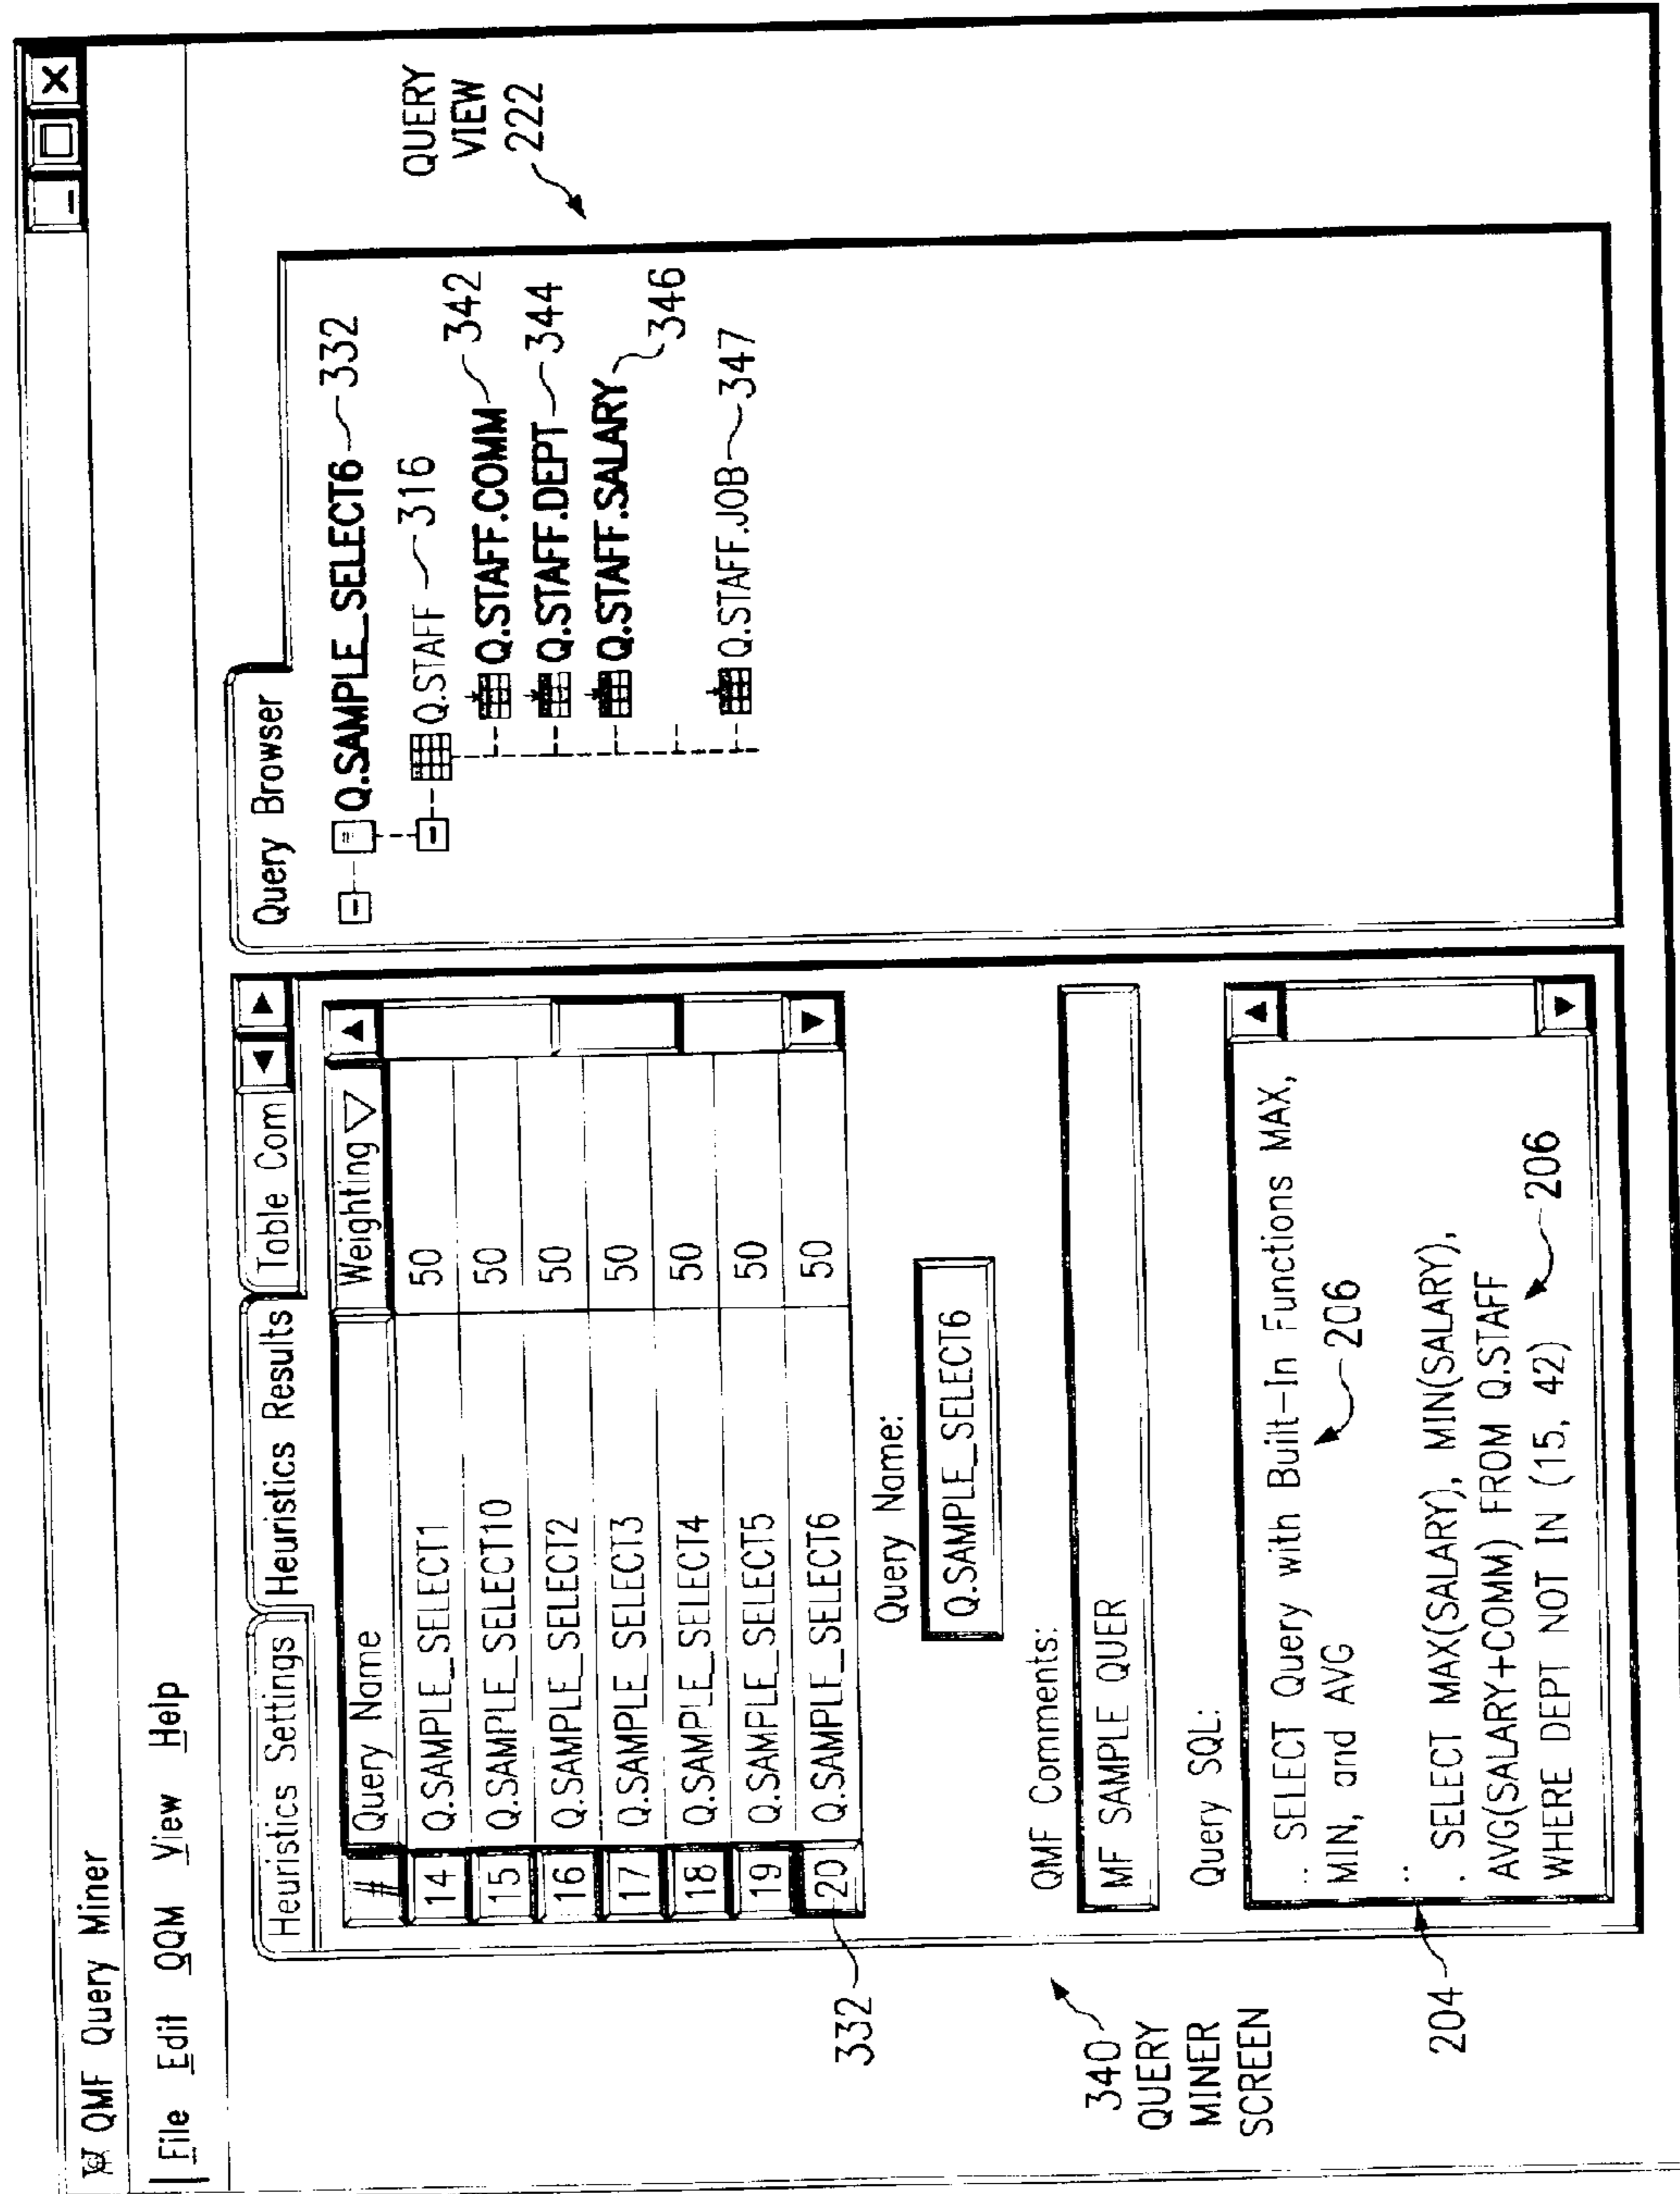 QMF Query Miner
File Edit QQM View Help
Heuristics Settings
Heuristics Results
Table Com
# Query Name Weighting
14 Q.SAMPLE_SELECT1 50
15 Q.SAMPLE_SELECT10 50
16 Q.SAMPLE_SELECT2 50
17 Q.SAMPLE_SELECT3 50
18 Q.SAMPLE_SELECT4 50
19 Q.SAMPLE_SELECT5 50
20 Q.SAMPLE_SELECT6 50
332
Query Name:
Q.SAMPLE_SELECT6
340
QUERY
MINER
SCREEN
QMF Comments:
MF SAMPLE QUER
Query SQL:
.. SELECT Query with Built-In Functions MAX,
MIN, and AVG
206
..
. SELECT MAX(SALARY), MIN(SALARY),
AVG(SALARY+COMM) FROM Q.STAFF
WHERE DEPT NOT IN (15, 42)
206
204
Query Browser
Q.SAMPLE_SELECT6 332
Q.STAFF 316
Q.STAFF.COMM 342
Q.STAFF.DEPT 344
Q.STAFF.SALARY 346
Q.STAFF.JOB 347
QUERY
VIEW
222